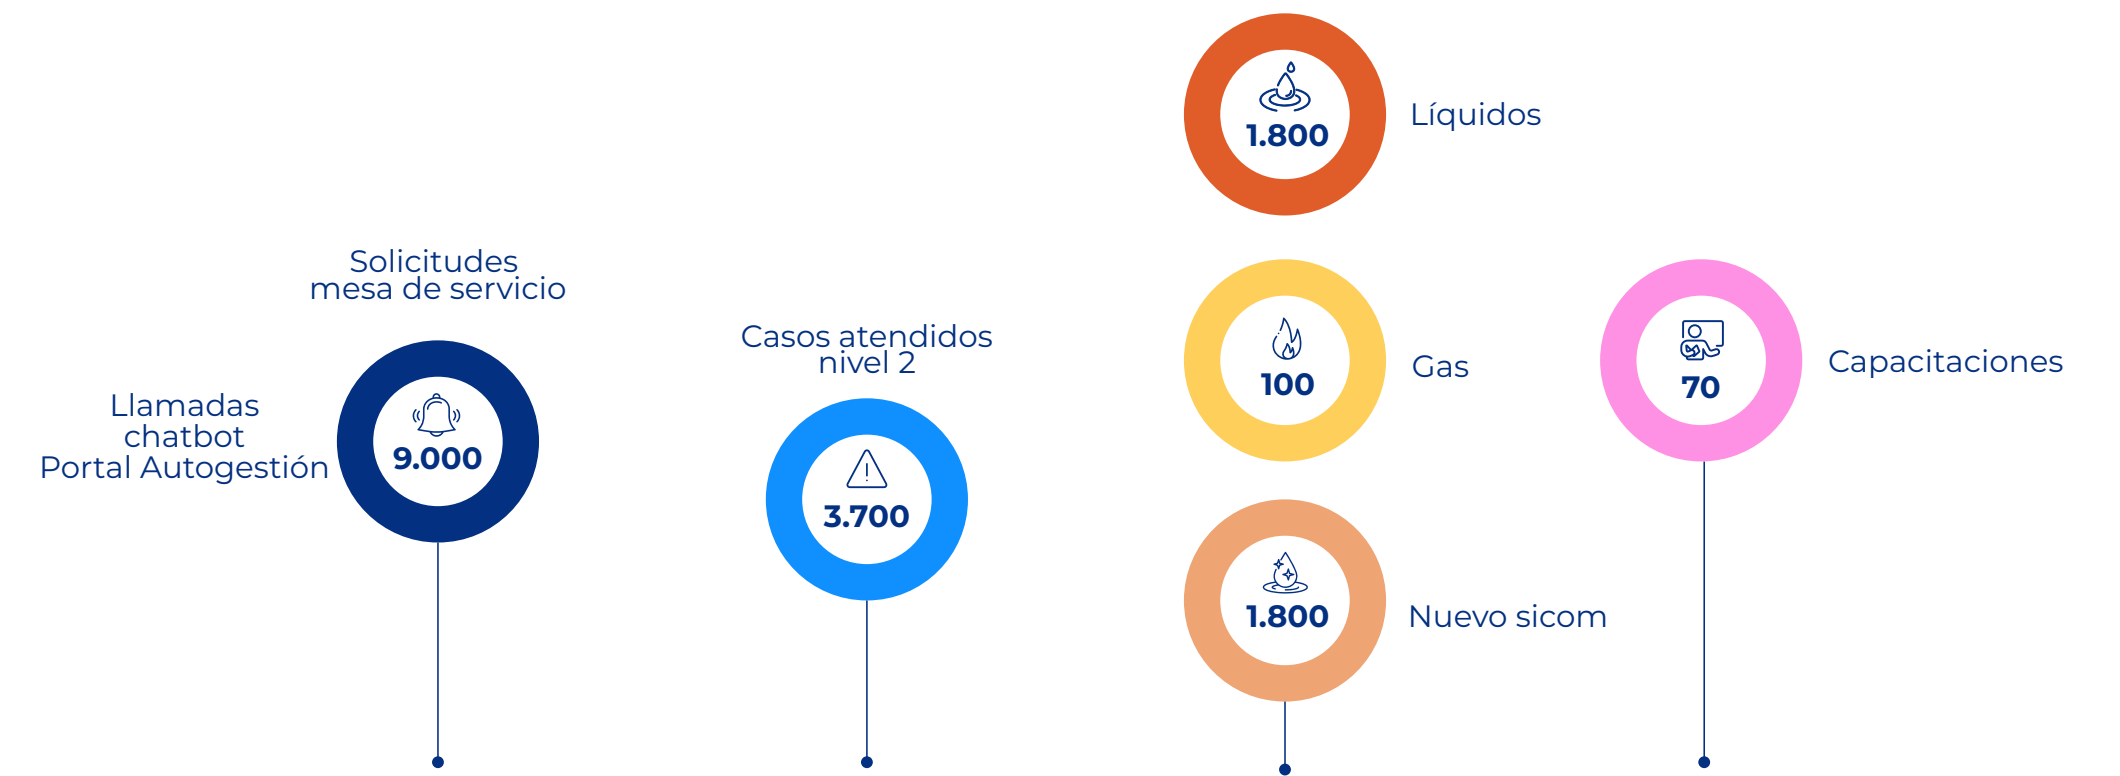 Solicitudes
mesa de servicio
Llamadas
chatbot
Portal Autogestión
9.000
Casos atendidos
nivel 2
3.700
1.800
Líquidos
100
Gas
1.800
Nuevo sicom
70
Capacitaciones